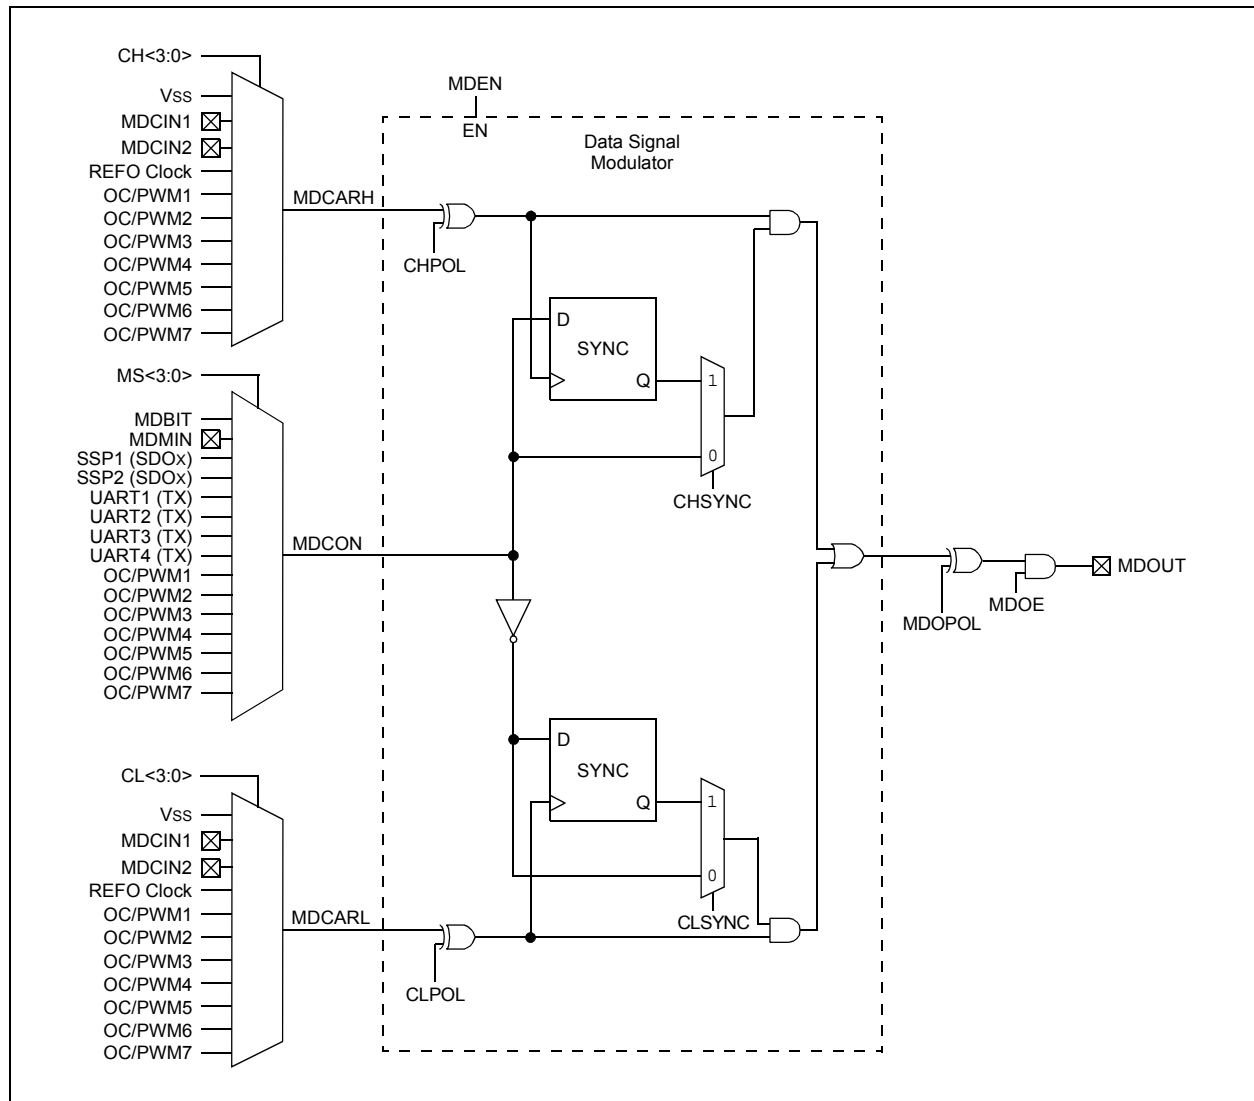 CH<3:0>
VSS
MDCIN1
MDCIN2
REFO Clock
OC/PWM1
OC/PWM2
OC/PWM3
OC/PWM4
OC/PWM5
OC/PWM6
OC/PWM7
MDCARH
MS<3:0>
MDBIT
MDMIN
SSP1 (SDOx)
SSP2 (SDOx)
UART1 (TX)
UART2 (TX)
UART3 (TX)
UART4 (TX)
OC/PWM1
OC/PWM2
OC/PWM3
OC/PWM4
OC/PWM5
OC/PWM6
OC/PWM7
MDCON
CL<3:0>
VSS
MDCIN1
MDCIN2
REFO Clock
OC/PWM1
OC/PWM2
OC/PWM3
OC/PWM4
OC/PWM5
OC/PWM6
OC/PWM7
MDCARL
MDEN
EN
Data Signal
Modulator
CHPOL
D
SYNC
Q
1
0
CHSYNC
D
SYNC
Q
1
0
CLSYNC
CLPOL
MDOPOL
MDOE
MDOUT